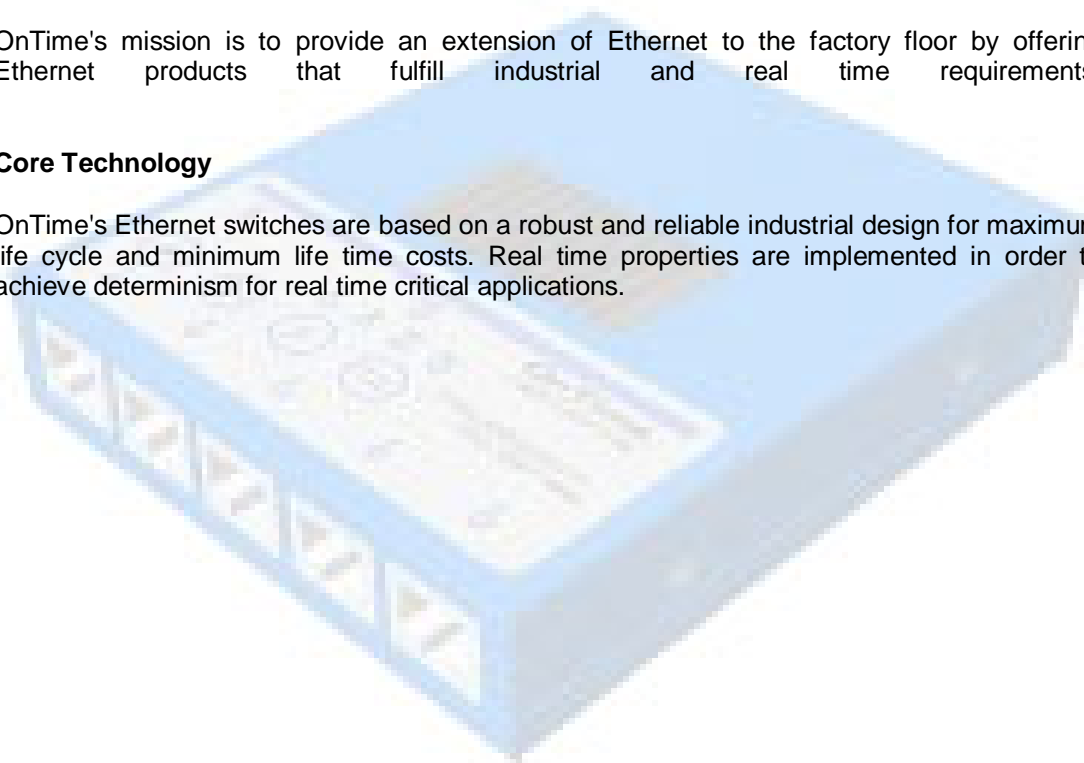 OnTime's mission is to provide an extension of Ethernet to the factory floor by offerin
Ethernet products that fulfill industrial and real time requirements
Core Technology
OnTime's Ethernet switches are based on a robust and reliable industrial design for maximum
life cycle and minimum life time costs. Real time properties are implemented in order t
achieve determinism for real time critical applications.